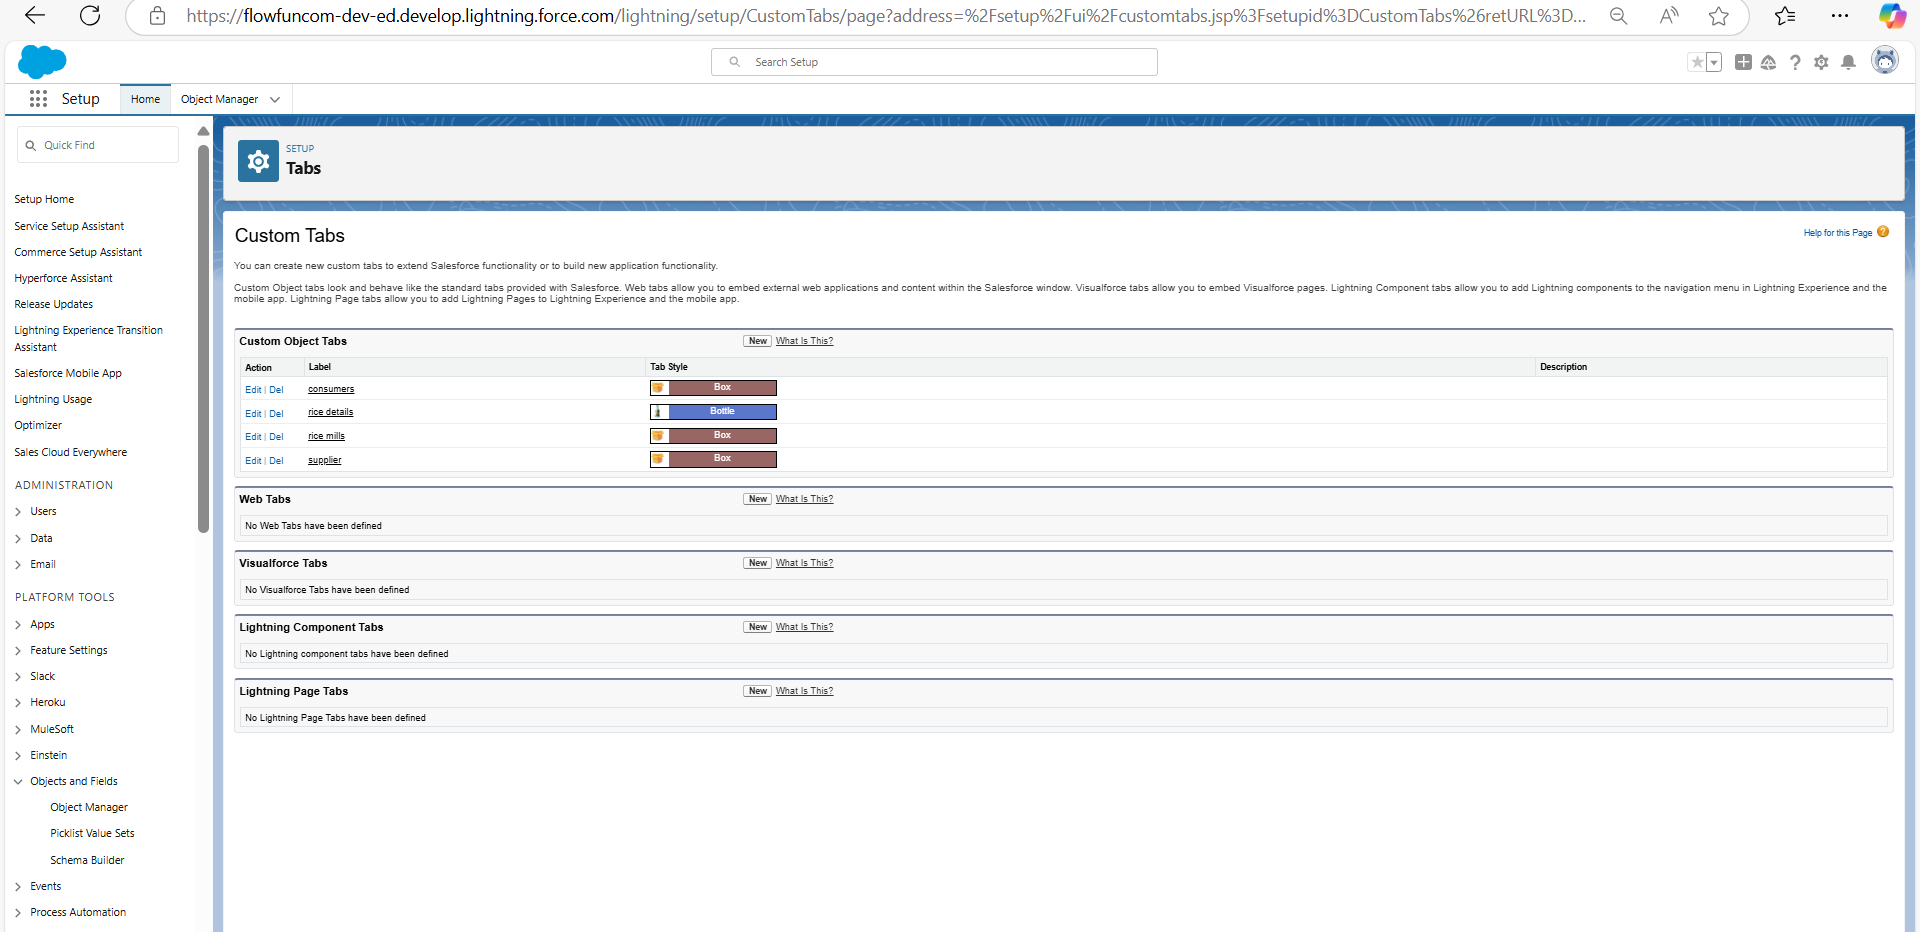 https://flowfuncom-dev-ed.develop.lightning.force.com/lightning/setup/CustomTabs/page?address=%2Fsetup%2Fui%2Fcustomtabs.jsp%3Fsetupid%3DCustomTabs%26retURL%3D...
Search Setup
Setup
Home
Object Manager
Quick Find
SETUP
Tabs
Setup Home
Service Setup Assistant
Commerce Setup Assistant
Hyperforce Assistant
Release Updates
Lightning Experience Transition
Assistant
Salesforce Mobile App
Lightning Usage
Optimizer
Sales Cloud Everywhere
ADMINISTRATION
Users
Data
Email
PLATFORM TOOLS
Apps
Feature Settings
Slack
Heroku
MuleSoft
Einstein
Objects and Fields
Object Manager
Picklist Value Sets
Schema Builder
Events
Process Automation
Custom Tabs
Help for this Page ?
You can create new custom tabs to extend Salesforce functionality or to build new application functionality.
Custom Object tabs look and behave like the standard tabs provided with Salesforce. Web tabs allow you to embed external web applications and content within the Salesforce window. Visualforce tabs allow you to embed Visualforce pages. Lightning Component tabs allow you to add Lightning components to the navigation menu in Lightning Experience and the
mobile app. Lightning Page tabs allow you to add Lightning Pages to Lightning Experience and the mobile app.
Custom Object Tabs New What Is This?
Action Label Tab Style Description
Edit | Del consumers Box
Edit | Del rice details Bottle
Edit | Del rice mills Box
Edit | Del supplier Box
Web Tabs New What Is This?
No Web Tabs have been defined
Visualforce Tabs New What Is This?
No Visualforce Tabs have been defined
Lightning Component Tabs New What Is This?
No Lightning component tabs have been defined
Lightning Page Tabs New What Is This?
No Lightning Page Tabs have been defined